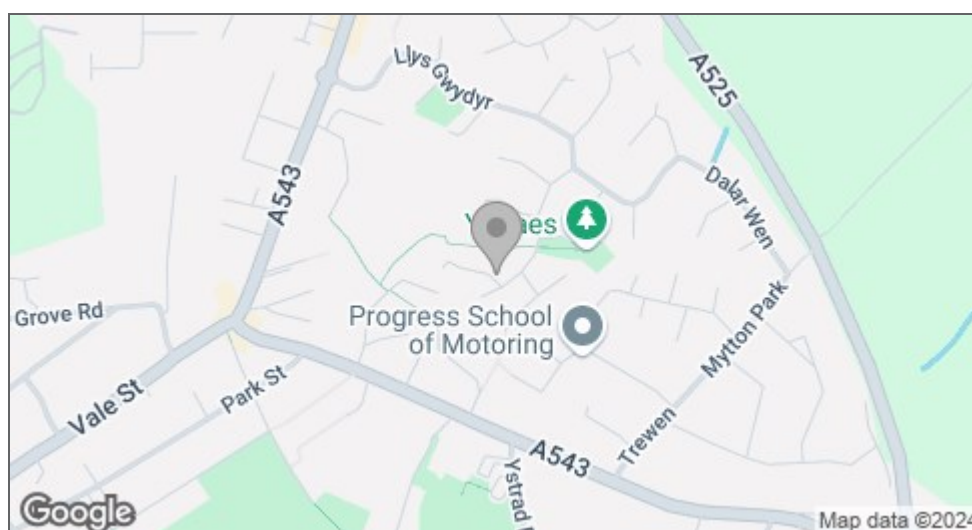 Llys Gwydyr
A525
A543
Dalar Wen
Grove Rd
Progress School
of Motoring
Mytton Park
Vale St
Park St
Trewen
A543
Ystrad
Google
Map data ©2024